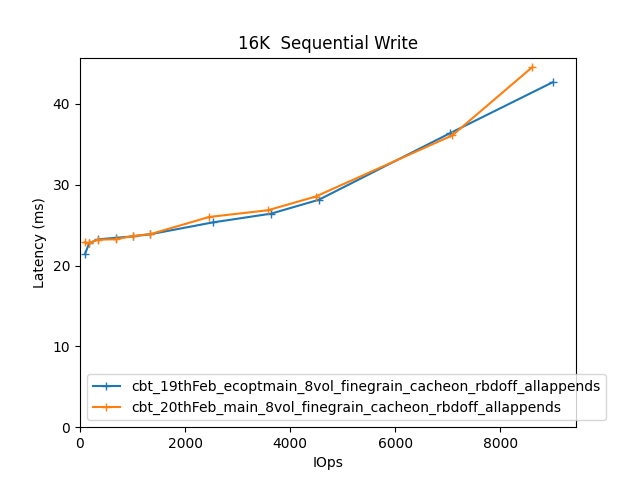 16K  Sequential Write
Latency (ms)
40
30
20
10
0
cbt_19thFeb_ecoptmain_8vol_finegrain_cacheon_rbdoff_allappends
cbt_20thFeb_main_8vol_finegrain_cacheon_rbdoff_allappends
0 2000 4000 6000 8000
IOps